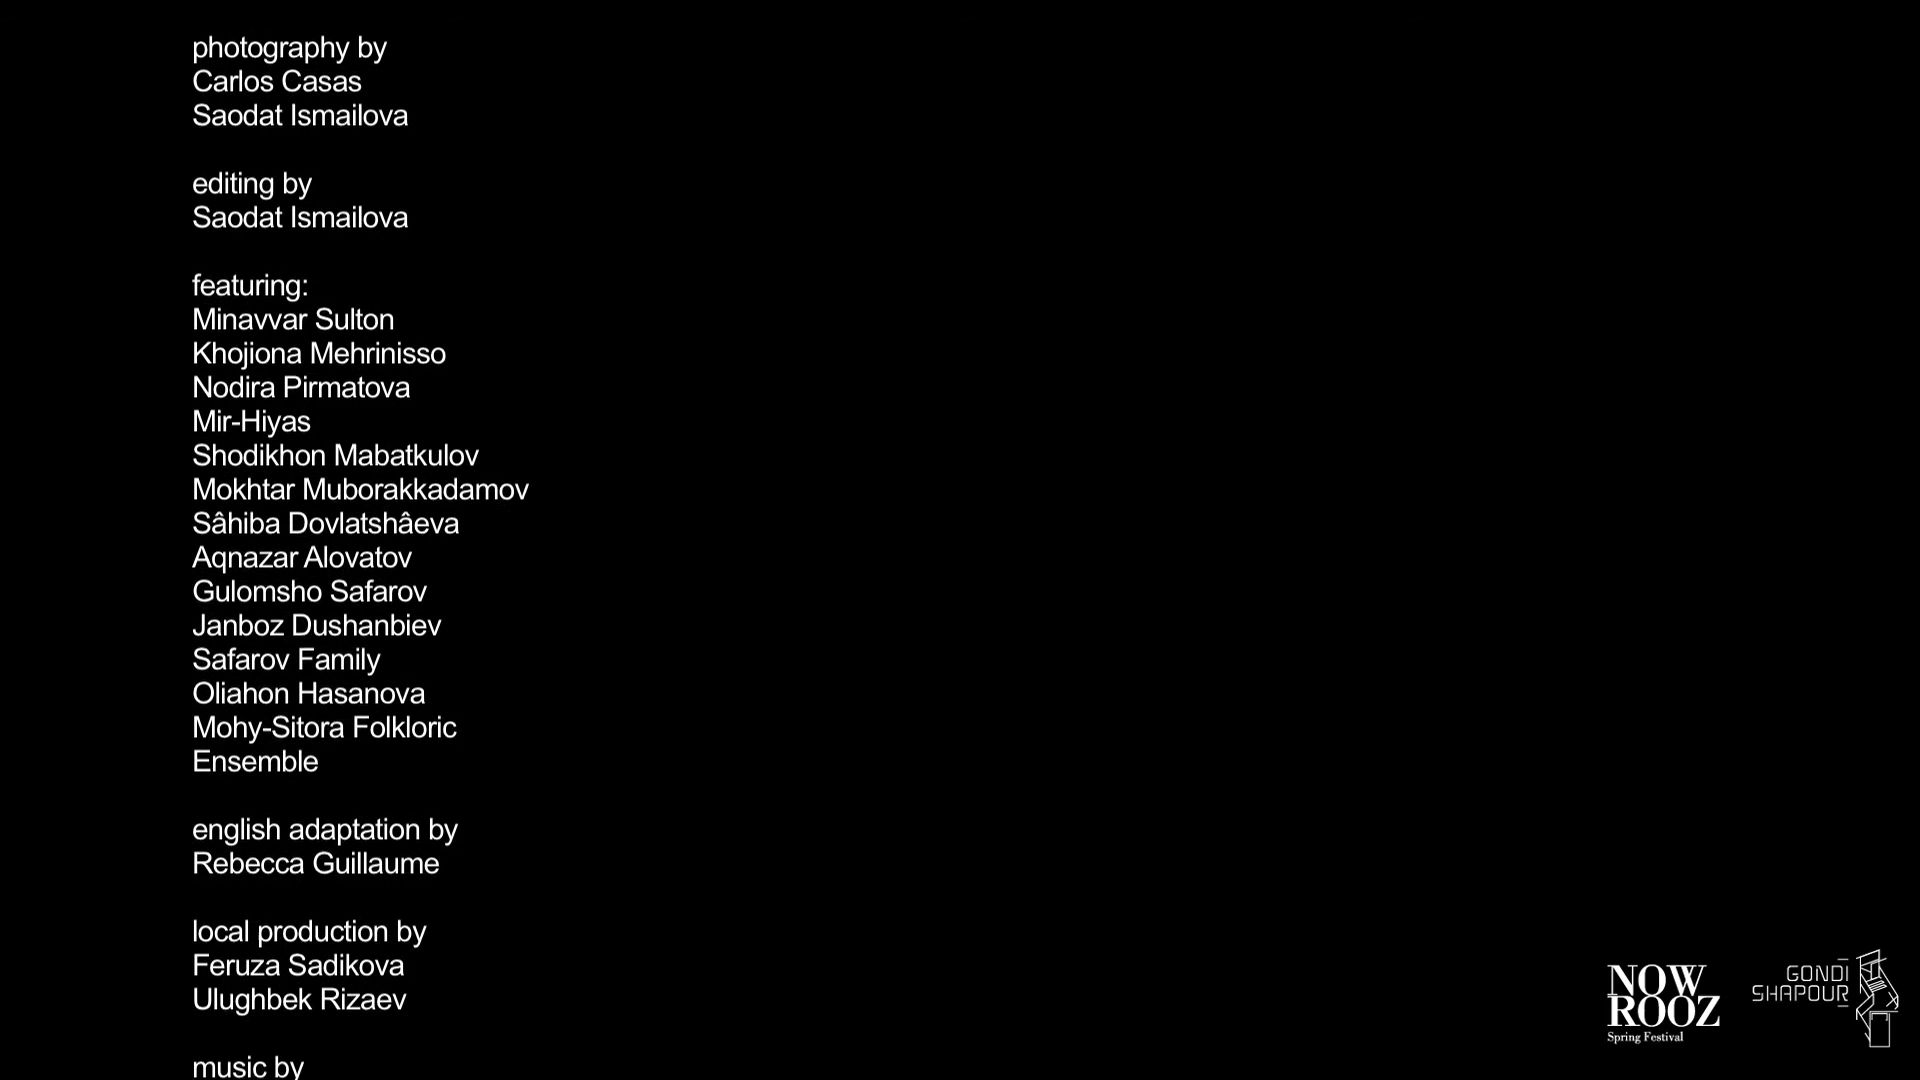 photography by
Carlos Casas
Saodat Ismailova
editing by
Saodat Ismailova
featuring:
Minavvar Sulton
Khojiona Mehrinisso
Nodira Pirmatova
Mir-Hiyas
Shodikhon Mabatkulov
Mokhtar Muborakkadamov
Sâhiba Dovlatshâeva
Aqnazar Alovatov
Gulomsho Safarov
Janboz Dushanbiev
Safarov Family
Oliahon Hasanova
Mohy-Sitora Folkloric
Ensemble
english adaptation by
Rebecca Guillaume
local production by
Feruza Sadikova
Ulughbek Rizaev
music by
NOW
ROOZ
Spring Festival
GONDI
SHAPOUR